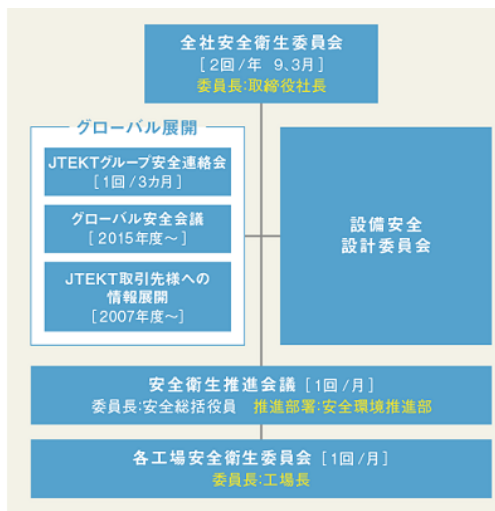 全社安全衛生委員会
[2回/年 9、3月]
委員長:取締役社長
グローバル展開
JTEKTグループ安全連絡会
[1回/3カ月]
グローバル安全会議
[2015年度〜]
JTEKT取引先様への
情報展開
[2007年度〜]
設備安全
設計委員会
安全衛生推進会議 [1回/月]
委員長:安全総括役員 推進部署:安全環境推進部
各工場安全衛生委員会 [1回/月]
委員長:工場長